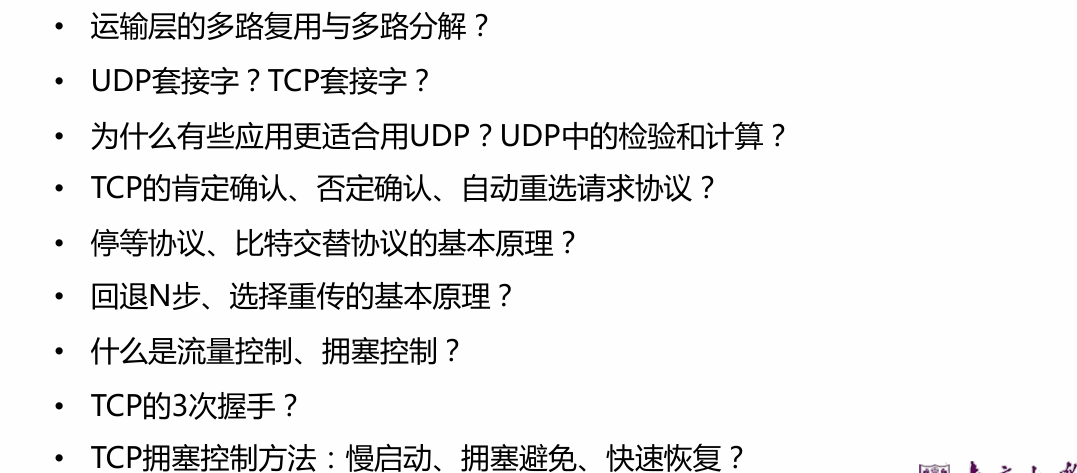 • 运输层的多路复用与多路分解？
• UDP套接字？TCP套接字？
• 为什么有些应用更适合用UDP？UDP中的检验和计算？
• TCP的肯定确认、否定确认、自动重选请求协议？
• 停等协议、比特交替协议的基本原理？
• 回退N步、选择重传的基本原理？
• 什么是流量控制、拥塞控制？
• TCP的3次握手？
• TCP拥塞控制方法：慢启动、拥塞避免、快速恢复？